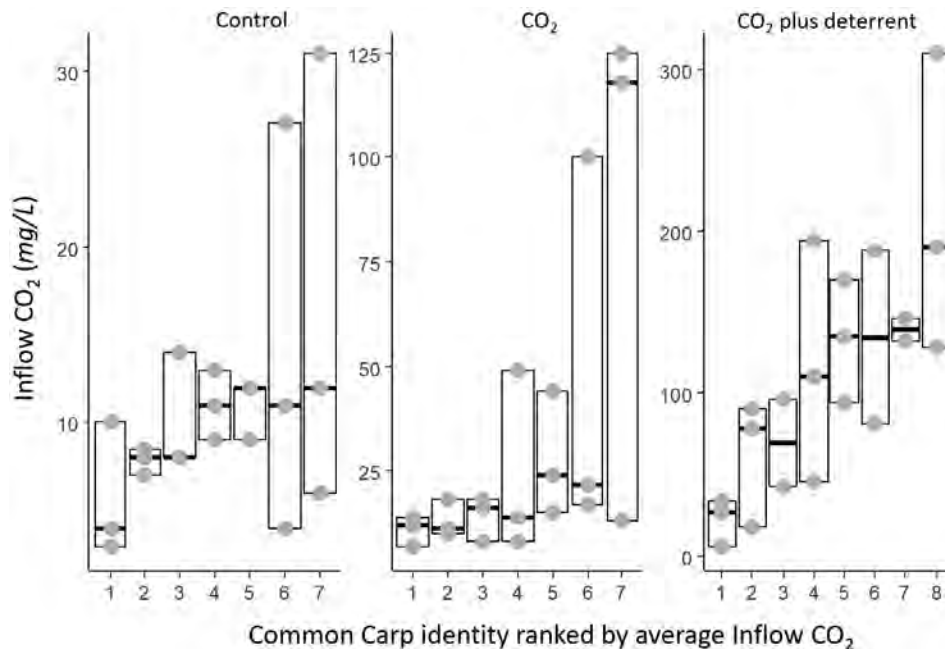 Control
CO₂
CO₂ plus deterrent
Inflow CO₂ (mg/L)
30
20
10
125
100
75
50
25
300
200
100
0
1 2 3 4 5 6 7
1 2 3 4 5 6 7
1 2 3 4 5 6 7 8
Common Carp identity ranked by average Inflow CO₂